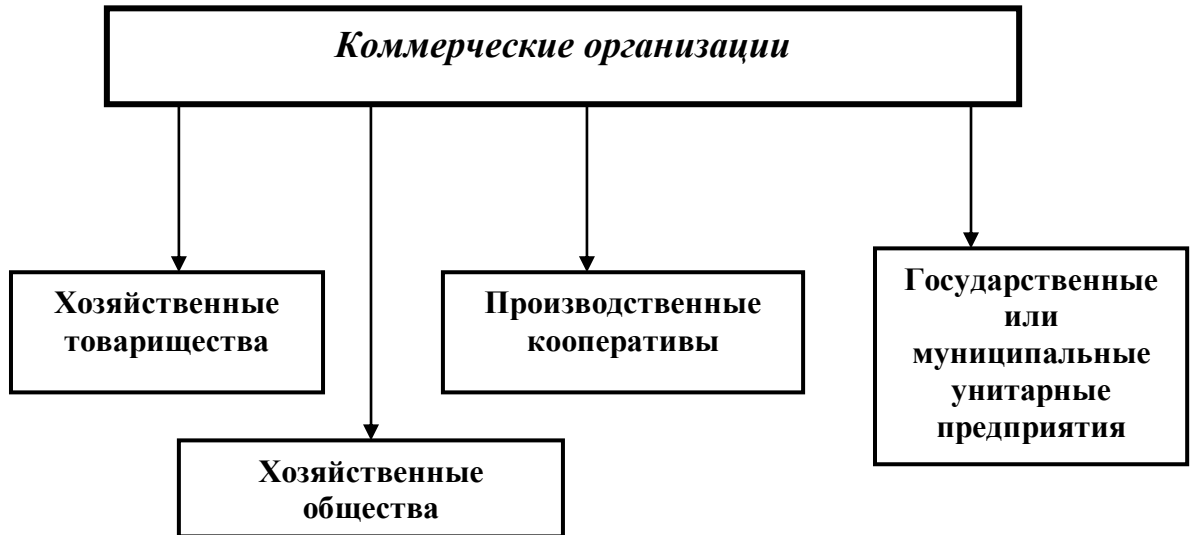 Коммерческие организации
Хозяйственные
товарищества
Хозяйственные
общества
Производственные
кооперативы
Государственные
или
муниципальные
унитарные
предприятия